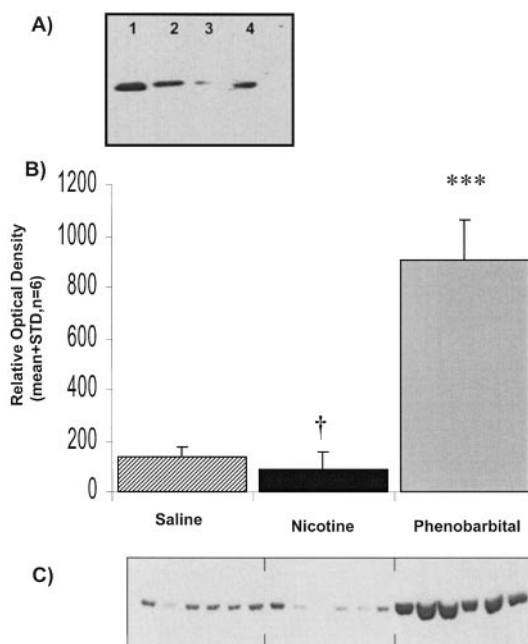 A)
1 2 3 4
B)
1200
1000
800
600
400
200
0
Relative Optical Density
(mean+STD,n=6)
***
†
Saline Nicotine Phenobarbital
C)